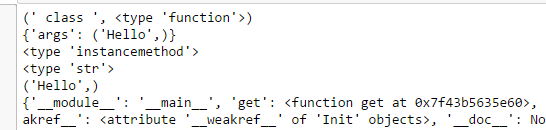 (' class ', <type 'function'>)
{'args': ('Hello',)}
<type 'instancemethod'>
<type 'str'>
('Hello',)
{'__module__': '__main__', 'get': <function get at 0x7f43b5635e60>,
akref__': <attribute '__weakref__' of 'Init' objects>, '__doc__': No